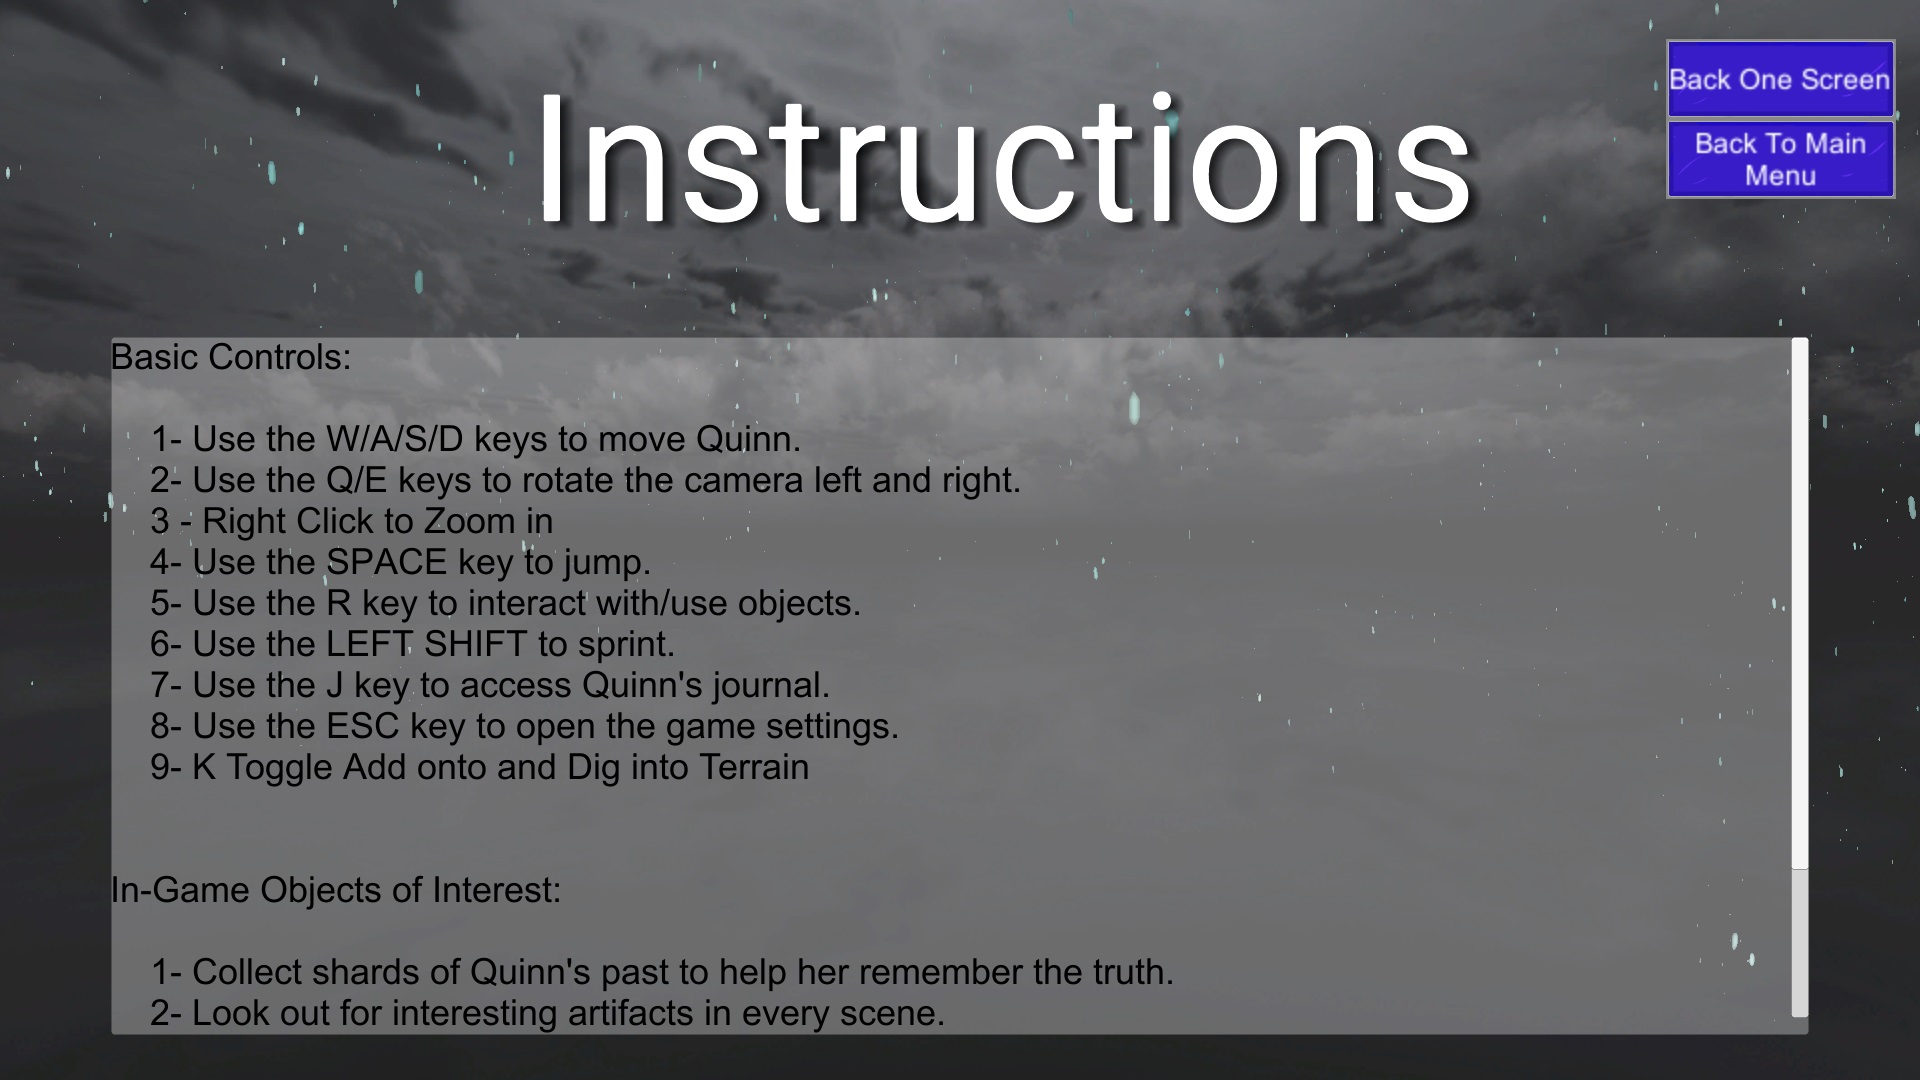 Instructions
Back One Screen
Back To Main
Menu
Basic Controls:
1- Use the W/A/S/D keys to move Quinn.
2- Use the Q/E keys to rotate the camera left and right.
3 - Right Click to Zoom in
4- Use the SPACE key to jump.
5- Use the R key to interact with/use objects.
6- Use the LEFT SHIFT to sprint.
7- Use the J key to access Quinn's journal.
8- Use the ESC key to open the game settings.
9- K Toggle Add onto and Dig into Terrain
In-Game Objects of Interest:
1- Collect shards of Quinn's past to help her remember the truth.
2- Look out for interesting artifacts in every scene.